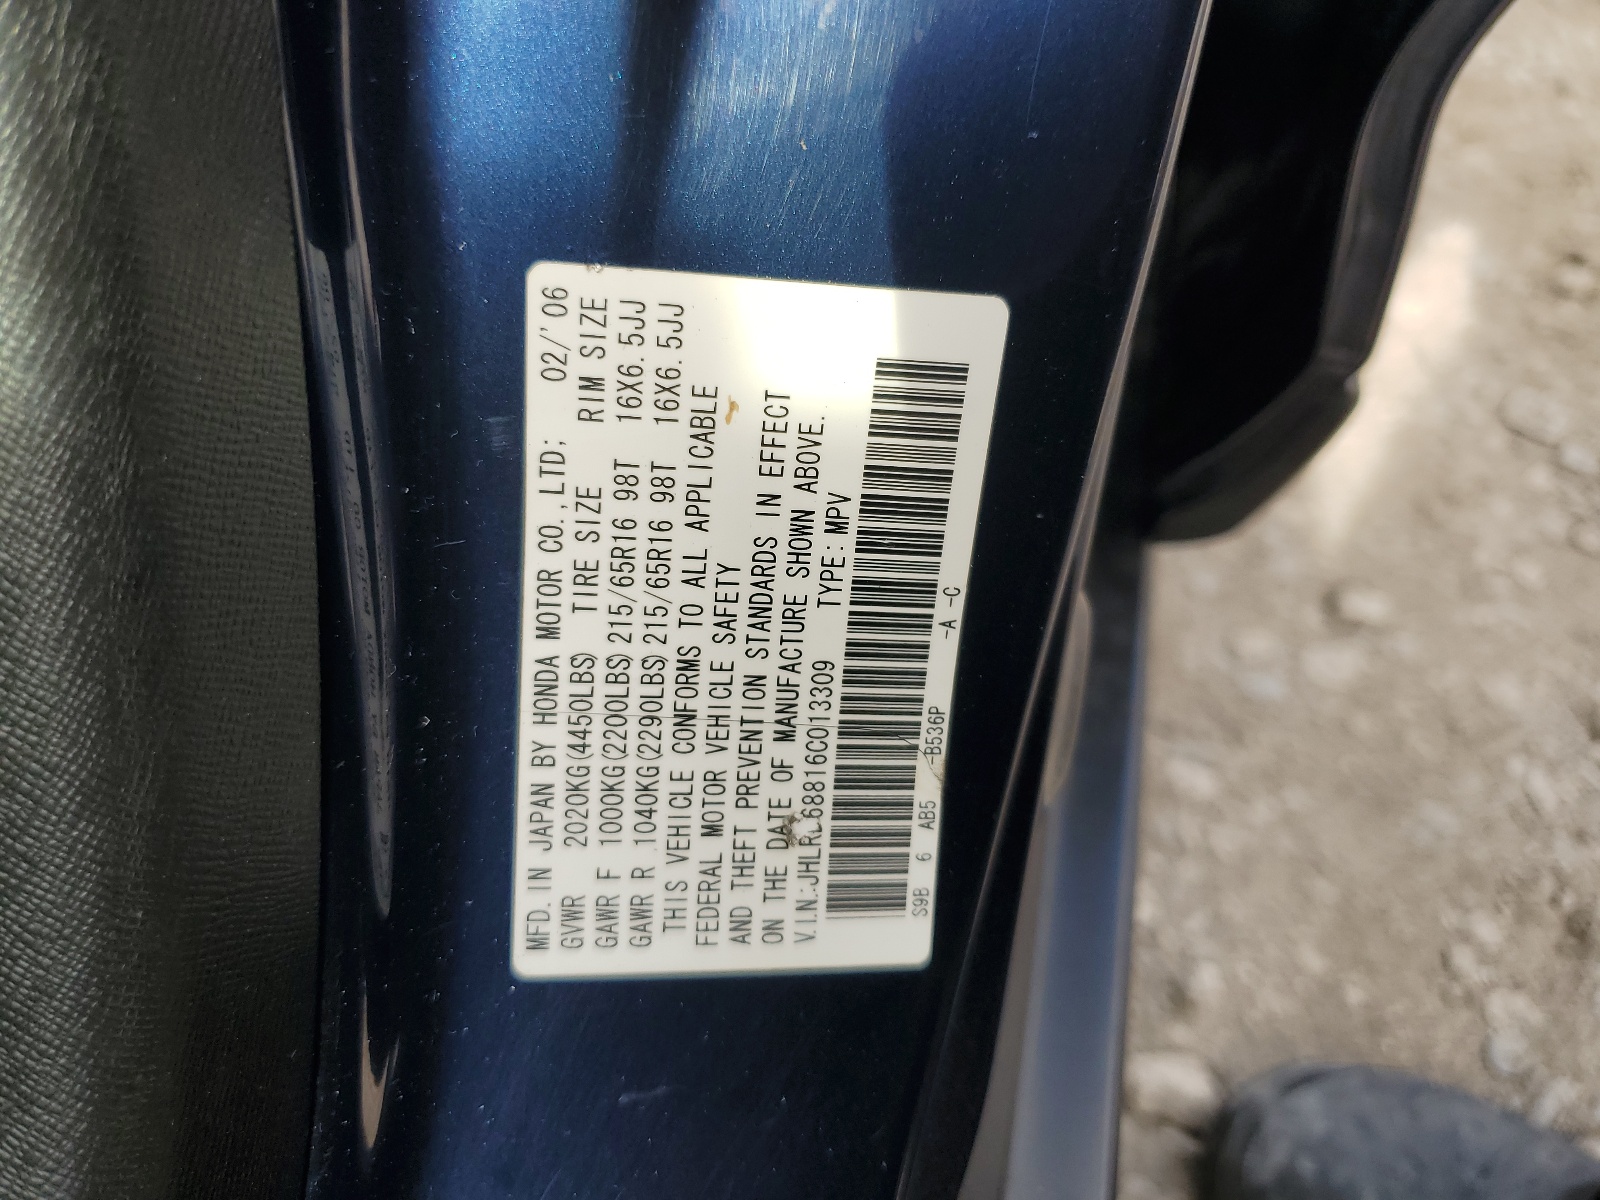 MFD. IN JAPAN BY HONDA MOTOR CO., LTD; 02/'06
GVWR 2020KG(4450LBS) TIRE SIZE RIM SIZE
GAWR F 1000KG(2200LBS) 215/65R16 98T 16X6.5JJ
GAWR R 1040KG(2290LBS) 215/65R16 98T 16X6.5JJ
THIS VEHICLE CONFORMS TO ALL APPLICABLE
FEDERAL MOTOR VEHICLE SAFETY
AND THEFT PREVENTION STANDARDS IN EFFECT
ON THE DATE OF MANUFACTURE SHOWN ABOVE.
V.I.N.: TYPE: MPV
S9B 6 AB5 -B536P -A -C